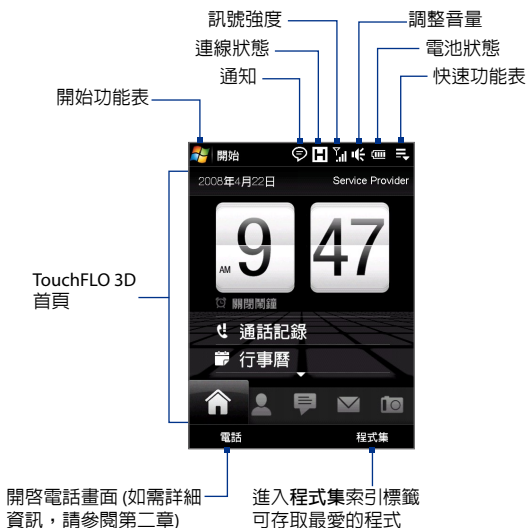 訊號強度
調整音量
連線狀態
電池狀態
通知
快速功能表
開始功能表
開始
H
2008年4月22日
Service Provider
AM 9 47
關閉鬧鐘
TouchFLO 3D
首頁
通話記錄
行事曆
電話
程式集
開啟電話畫面 (如需詳細
資訊，請參閱第二章)
進入程式集索引標籤
可存取最愛的程式